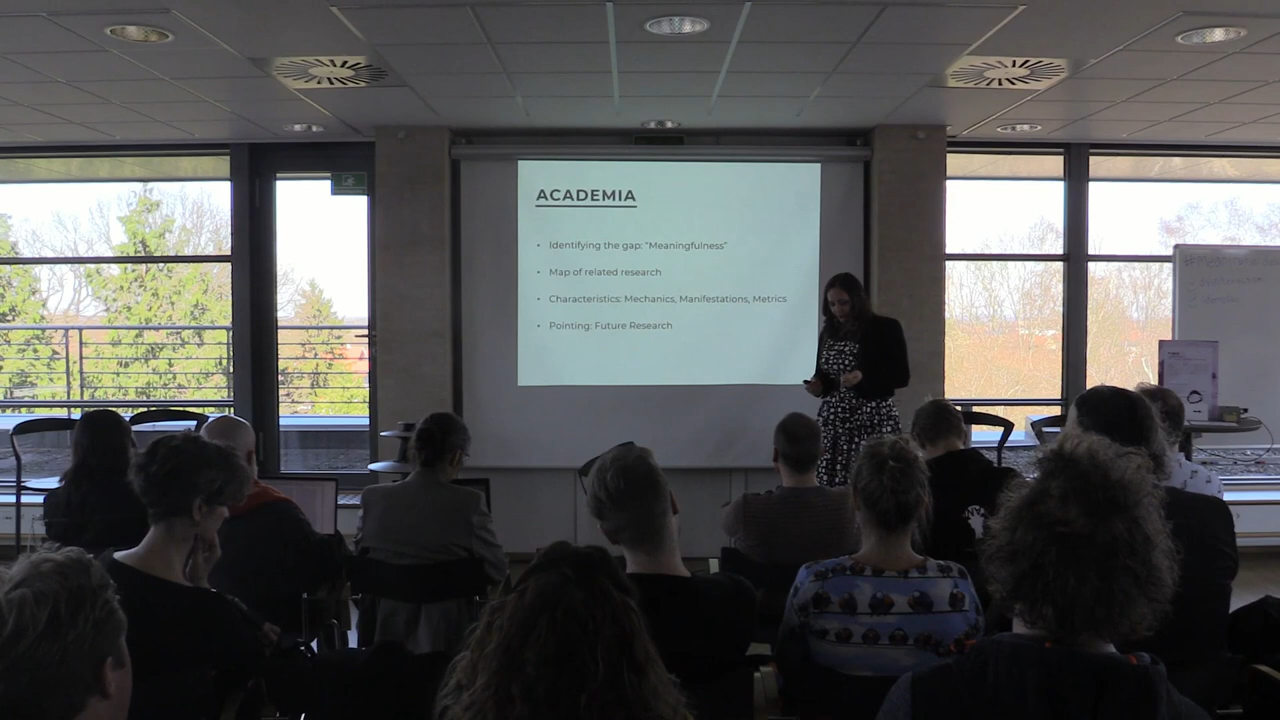 ACADEMIA
• Identifying the gap: “Meaningfulness”
• Map of related research
• Characteristics: Mechanics, Manifestations, Metrics
• Pointing: Future Research